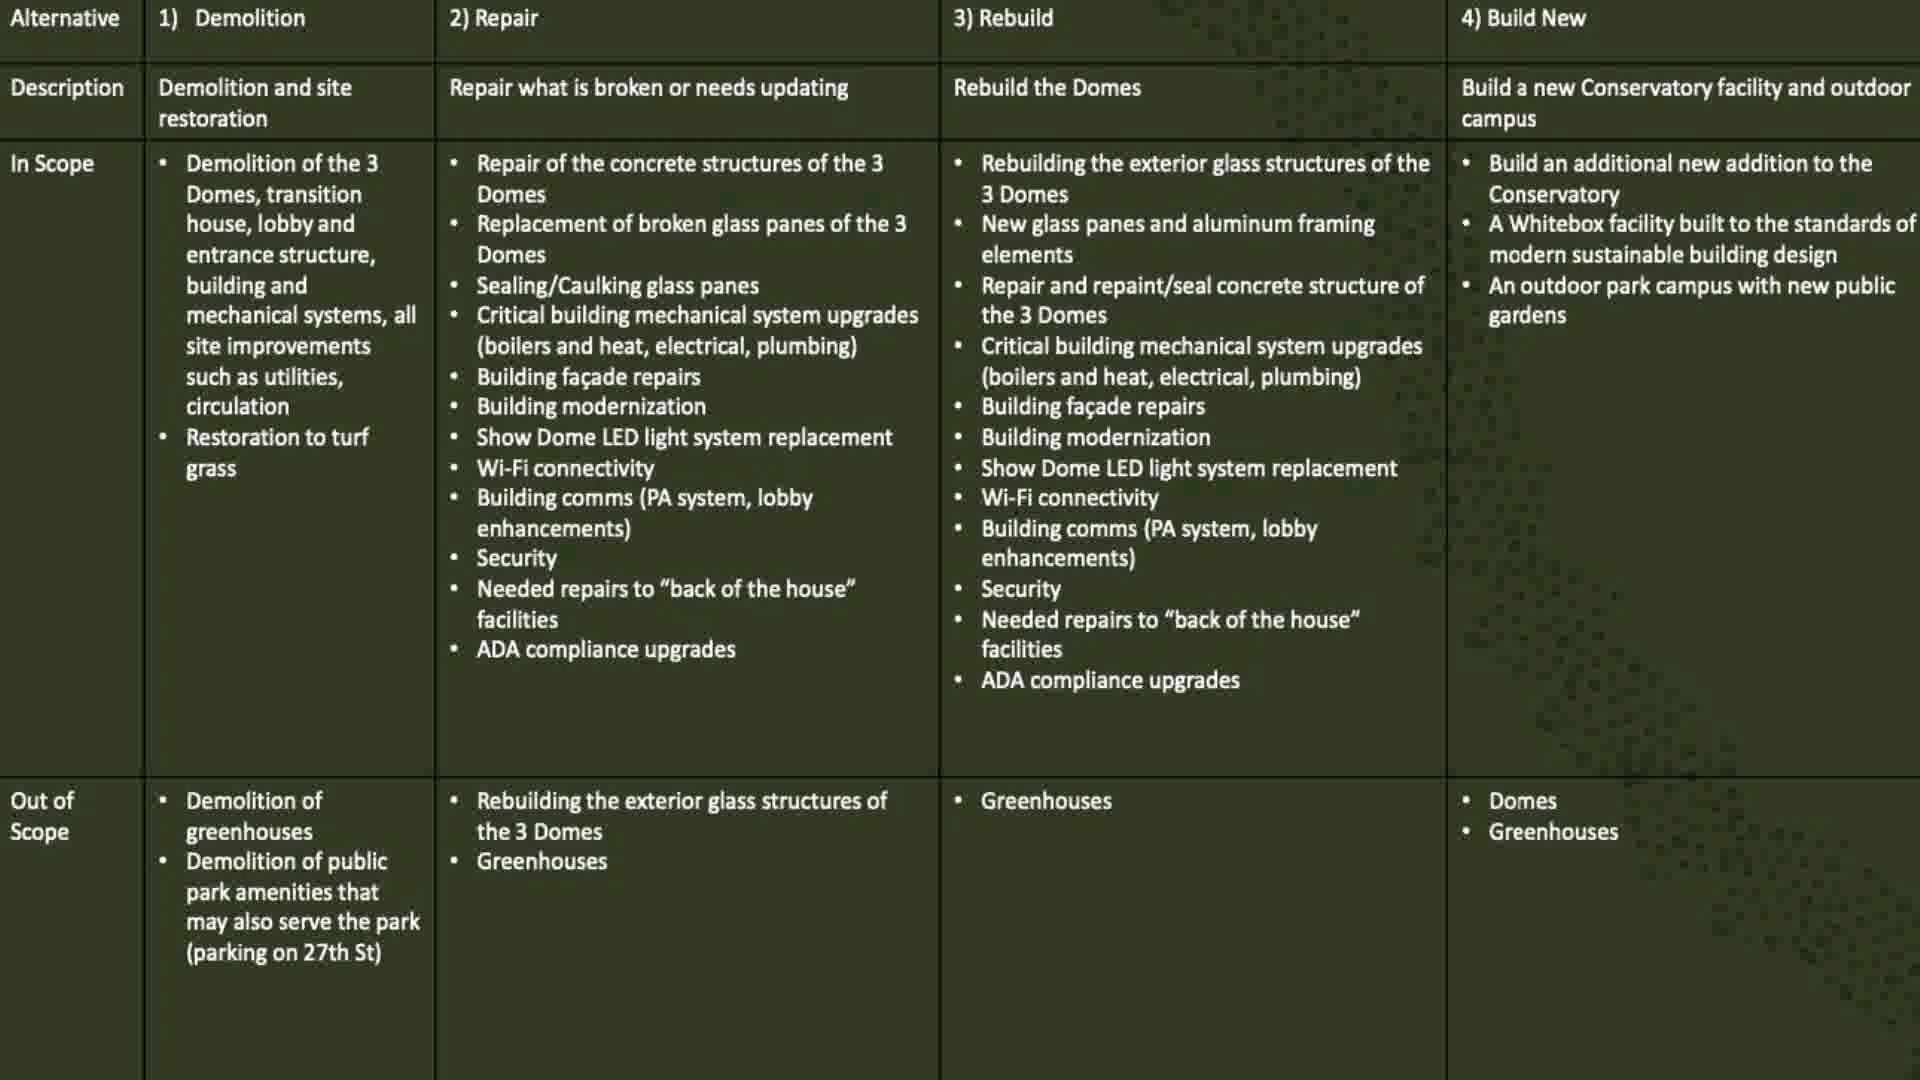 Alternative
1) Demolition
2) Repair
3) Rebuild
4) Build New
Description
Demolition and site
restoration
Repair what is broken or needs updating
Rebuild the Domes
Build a new Conservatory facility and outdoor
campus
In Scope
• Demolition of the 3
Domes, transition
house, lobby and
entrance structure,
building and
mechanical systems, all
site improvements
such as utilities,
circulation
• Restoration to turf
grass
• Repair of the concrete structures of the 3
Domes
• Replacement of broken glass panes of the 3
Domes
• Sealing/Caulking glass panes
• Critical building mechanical system upgrades
(boilers and heat, electrical, plumbing)
• Building façade repairs
• Building modernization
• Show Dome LED light system replacement
• Wi-Fi connectivity
• Building comms (PA system, lobby
enhancements)
• Security
• Needed repairs to “back of the house”
facilities
• ADA compliance upgrades
• Rebuilding the exterior glass structures of the
3 Domes
• New glass panes and aluminum framing
elements
• Repair and repaint/seal concrete structure of
the 3 Domes
• Critical building mechanical system upgrades
(boilers and heat, electrical, plumbing)
• Building façade repairs
• Building modernization
• Show Dome LED light system replacement
• Wi-Fi connectivity
• Building comms (PA system, lobby
enhancements)
• Security
• Needed repairs to “back of the house”
facilities
• ADA compliance upgrades
• Build an additional new addition to the
Conservatory
• A Whitebox facility built to the standards of
modern sustainable building design
• An outdoor park campus with new public
gardens
Out of
Scope
• Demolition of
greenhouses
• Demolition of public
park amenities that
may also serve the park
(parking on 27th St)
• Rebuilding the exterior glass structures of
the 3 Domes
• Greenhouses
• Greenhouses
• Domes
• Greenhouses